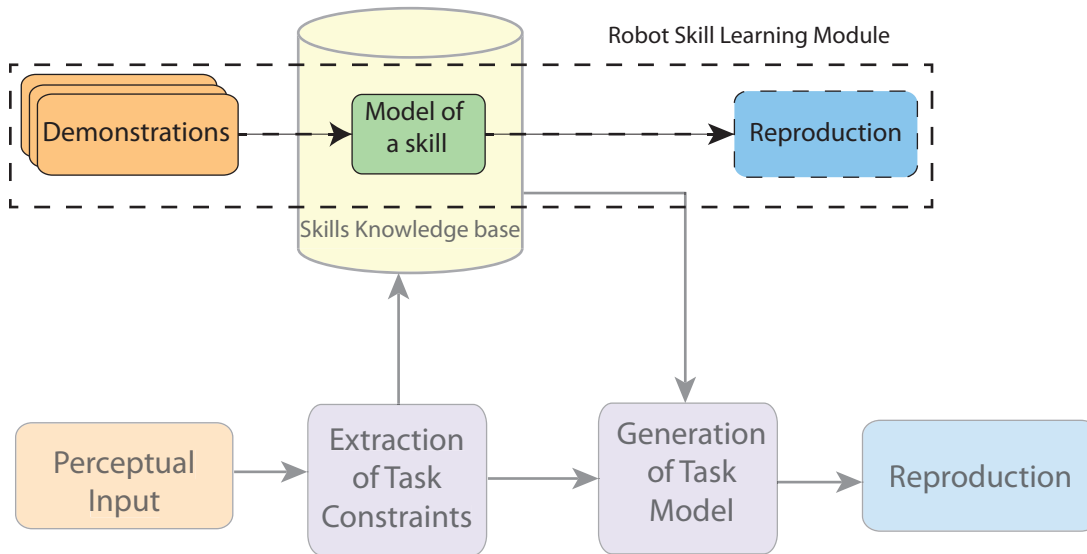 Robot Skill Learning Module
Demonstrations
Model of
a skill
Reproduction
Skills Knowledge base
Perceptual
Input
Extraction
of Task
Constraints
Generation
of Task
Model
Reproduction